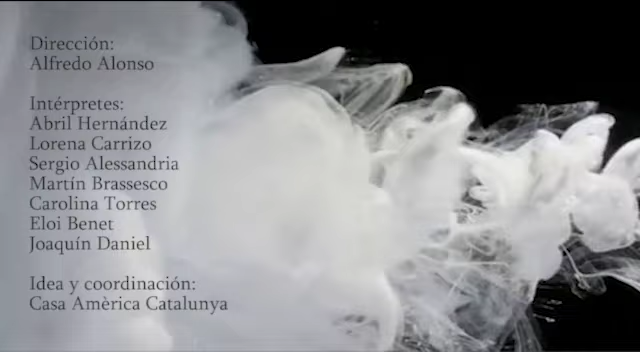 Dirección:
Alfredo Alonso
Intérpretes:
Abril Hernández
Lorena Carrizo
Sergio Alessandria
Martín Brassesco
Carolina Torres
Eloi Benet
Joaquín Daniel
Idea y coordinación:
Casa Amèrica Catalunya